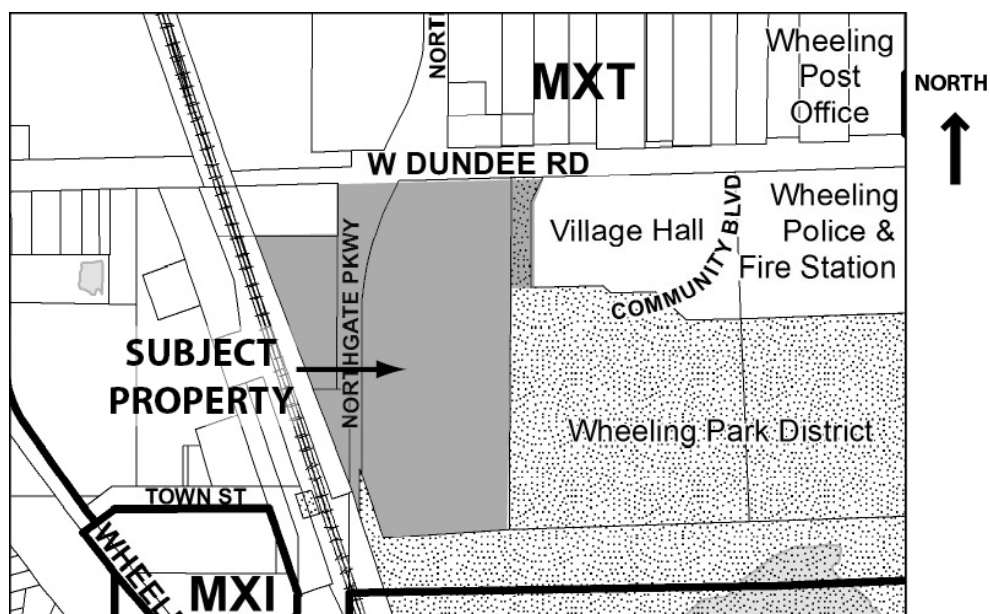 NORTH
MXT
Wheeling
Post
Office
NORTH
W DUNDEE RD
Village Hall
COMMUNITY BLVD
Wheeling
Police &
Fire Station
NORTHGATE PKWY
SUBJECT
PROPERTY
Wheeling Park District
TOWN ST
MXI